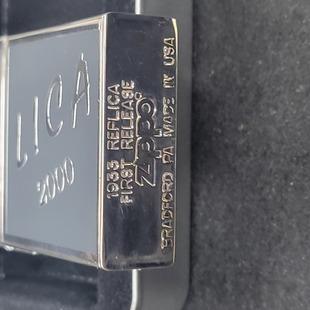 LICA
2000
1933 REPLICA
FIRST RELEASE
Zippo
BRADFORD PA MADE IN USA